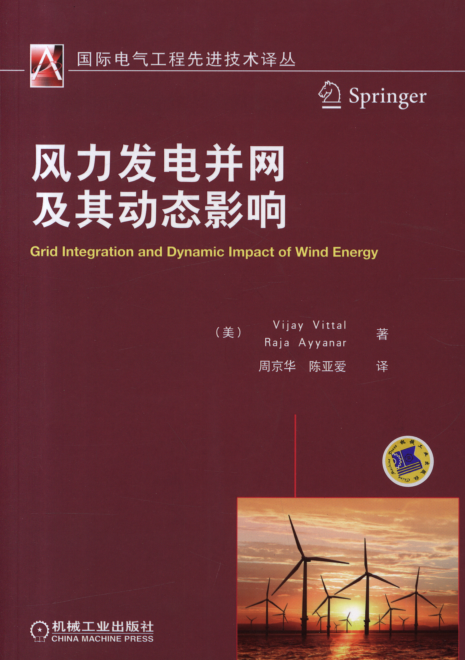 国际电气工程先进技术译丛
Springer
风力发电并网
及其动态影响
Grid Integration and Dynamic Impact of Wind Energy
（美） Vijay Vittal
Raja Ayyanar 著
周京华 陈亚爱 译
机械工业出版社
CHINA MACHINE PRESS